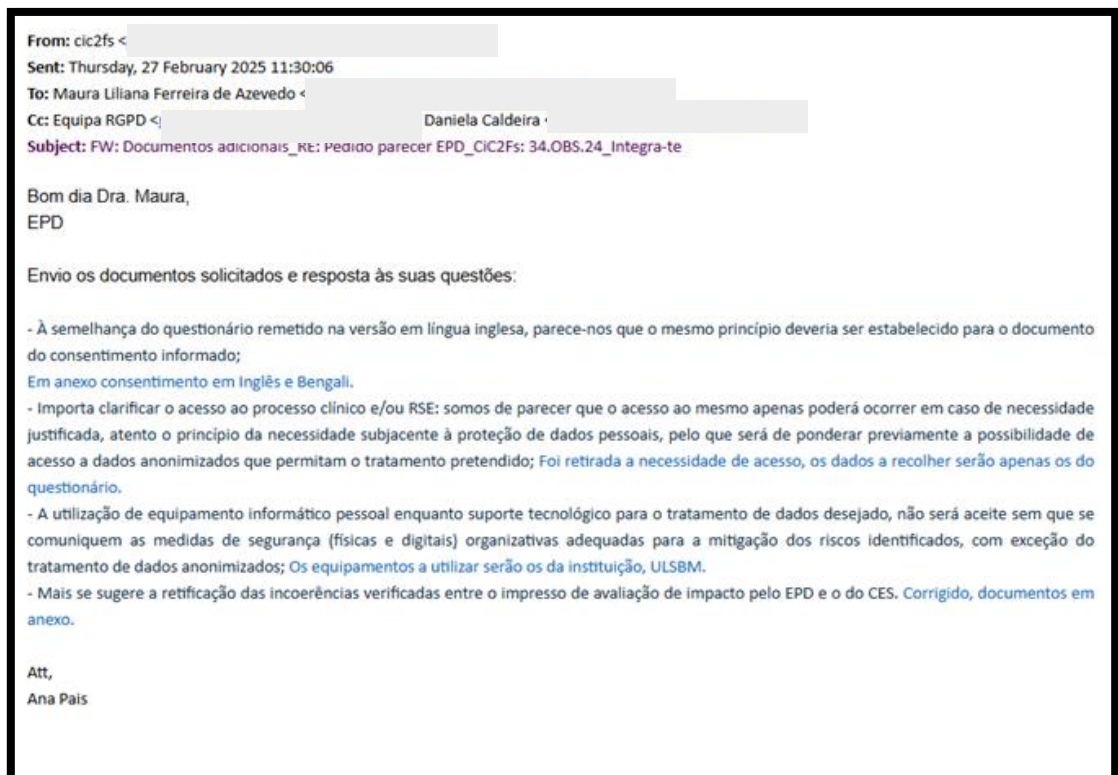 From: cic2fs <
Sent: Thursday, 27 February 2025 11:30:06
To: Maura Liliana Ferreira de Azevedo <
Cc: Equipa RGPD < Daniela Caldeira
Subject: FW: Documentos adicionais_RE: Pedido parecer EPD_CiC2Fs: 34.OBS.24_Integra-te
Bom dia Dra. Maura,
EPD
Envio os documentos solicitados e resposta às suas questões:
- À semelhança do questionário remetido na versão em língua inglesa, parece-nos que o mesmo princípio deveria ser estabelecido para o documento
do consentimento informado;
Em anexo consentimento em Inglês e Bengali.
- Importa clarificar o acesso ao processo clínico e/ou RSE: somos de parecer que o acesso ao mesmo apenas poderá ocorrer em caso de necessidade
justificada, atento o princípio da necessidade subjacente à proteção de dados pessoais, pelo que será de ponderar previamente a possibilidade de
acesso a dados anonimizados que permitam o tratamento pretendido; Foi retirada a necessidade de acesso, os dados a recolher serão apenas os do
questionário.
- A utilização de equipamento informático pessoal enquanto suporte tecnológico para o tratamento de dados desejado, não será aceite sem que se
comuniquem as medidas de segurança (físicas e digitais) organizativas adequadas para a mitigação dos riscos identificados, com exceção do
tratamento de dados anonimizados; Os equipamentos a utilizar serão os da instituição, ULSBM.
- Mais se sugere a retificação das incoerências verificadas entre o impresso de avaliação de impacto pelo EPD e o do CES. Corrigido, documentos em
anexo.
Att,
Ana Pais